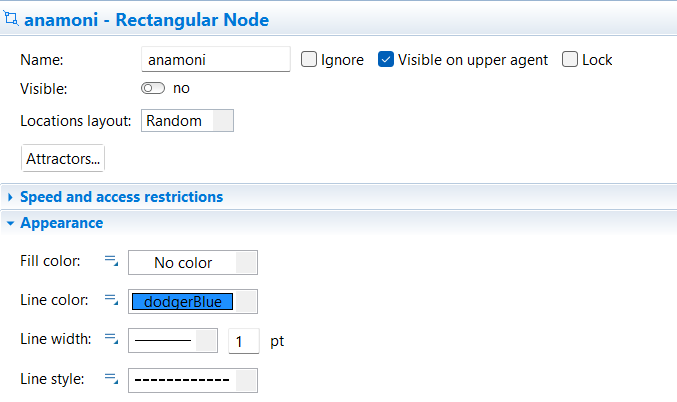 anamoni - Rectangular Node
Name: anamoni Ignore Visible on upper agent Lock
Visible: no
Locations layout: Random
Attractors...
Speed and access restrictions
Appearance
Fill color: No color
Line color: dodgerBlue
Line width: 1 pt
Line style: